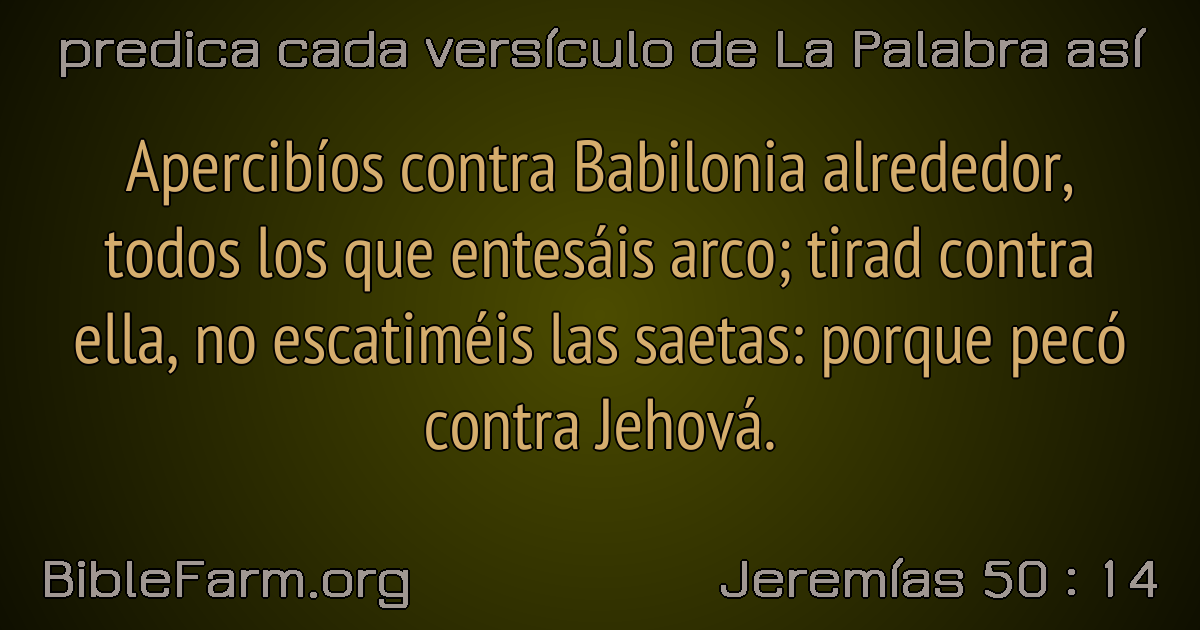 predica cada versículo de La Palabra así
Apercibíos contra Babilonia alrededor,
todos los que entesáis arco; tirad contra
ella, no escatiméis las saetas: porque pecó
contra Jehová.
BibleFarm.org
Jeremías 50 : 14